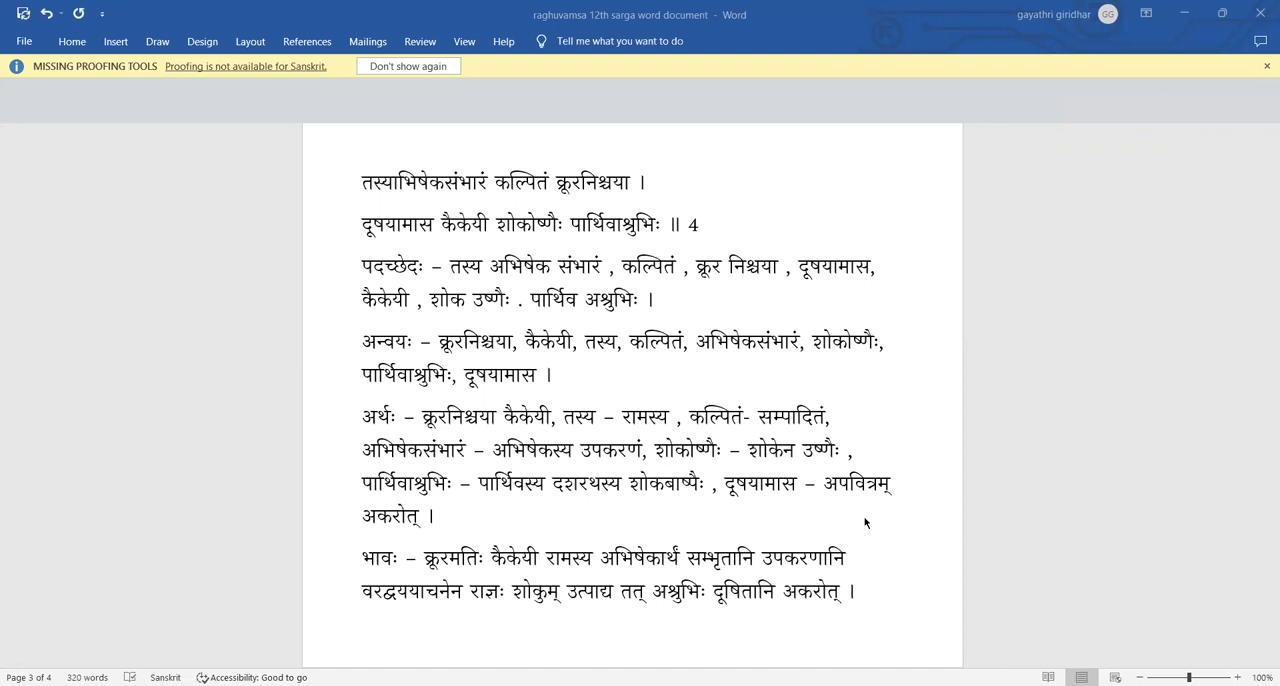 raghuvamsa 12th sarga word document - Word
gayathri giridhar GG
File Home Insert Draw Design Layout References Mailings Review View Help Tell me what you want to do
MISSING PROOFING TOOLS Proofing is not available for Sanskrit. Don't show again
तस्याभिषेकसंभारं कल्पितं क्रूरनिश्चया ।
दूषयामास कैकेयी शोकोष्णैः पार्थिवाश्रुभिः ॥ 4
पदच्छेदः – तस्य अभिषेक संभारं , कल्पितं , क्रूर निश्चया , दूषयामास,
कैकेयी , शोक उष्णैः . पार्थिव अश्रुभिः ।
अन्वयः – क्रूरनिश्चया, कैकेयी, तस्य, कल्पितं, अभिषेकसंभारं, शोकोष्णैः,
पार्थिवाश्रुभिः, दूषयामास ।
अर्थः – क्रूरनिश्चया कैकेयी, तस्य – रामस्य , कल्पितं- सम्पादितं,
अभिषेकसंभारं – अभिषेकस्य उपकरणं, शोकोष्णैः – शोकेन उष्णैः ,
पार्थिवाश्रुभिः – पार्थिवस्य दशरथस्य शोकबाष्पैः , दूषयामास – अपवित्रम्
अकरोत् ।
भावः – क्रूरमतिः कैकेयी रामस्य अभिषेकार्थं सम्भृतानि उपकरणानि
वरद्वययाचनेन राज्ञः शोकुम् उत्पाद्य तत् अश्रुभिः दूषितानि अकरोत् ।
Page 3 of 4 320 words Sanskrit Accessibility: Good to go 100%